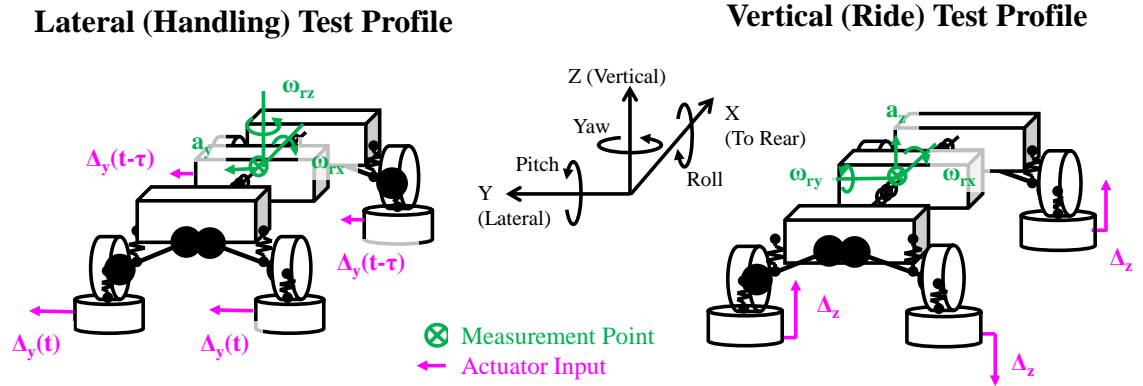 Lateral (Handling) Test Profile
Vertical (Ride) Test Profile
ωrz
ay
ωrx
Δy(t-τ)
Δy(t-τ)
Δy(t)
Δy(t)
Z (Vertical)
Yaw
X
(To Rear)
Pitch
Roll
Y
(Lateral)
az
ωry
ωrx
Δz
Δz
Δz
Measurement Point
Actuator Input